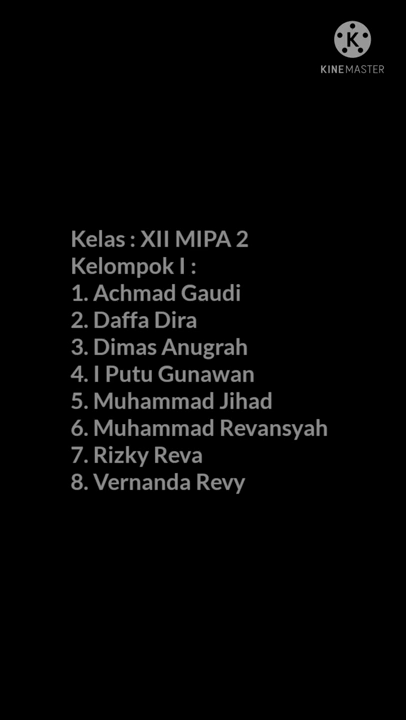 KINEMASTER
Kelas : XII MIPA 2
Kelompok I :
1. Achmad Gaudi
2. Daffa Dira
3. Dimas Anugrah
4. I Putu Gunawan
5. Muhammad Jihad
6. Muhammad Revansyah
7. Rizky Reva
8. Vernanda Revy